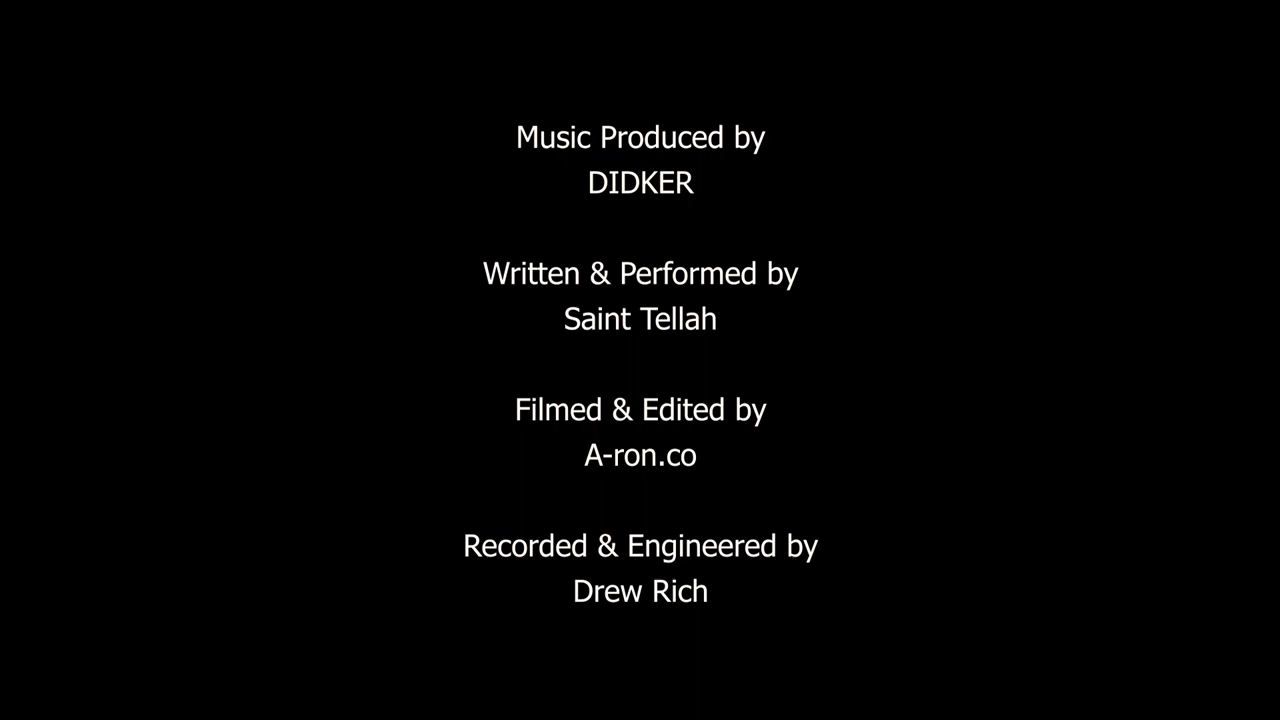 Music Produced by
DIDKER
Written & Performed by
Saint Tellah
Filmed & Edited by
A-ron.co
Recorded & Engineered by
Drew Rich